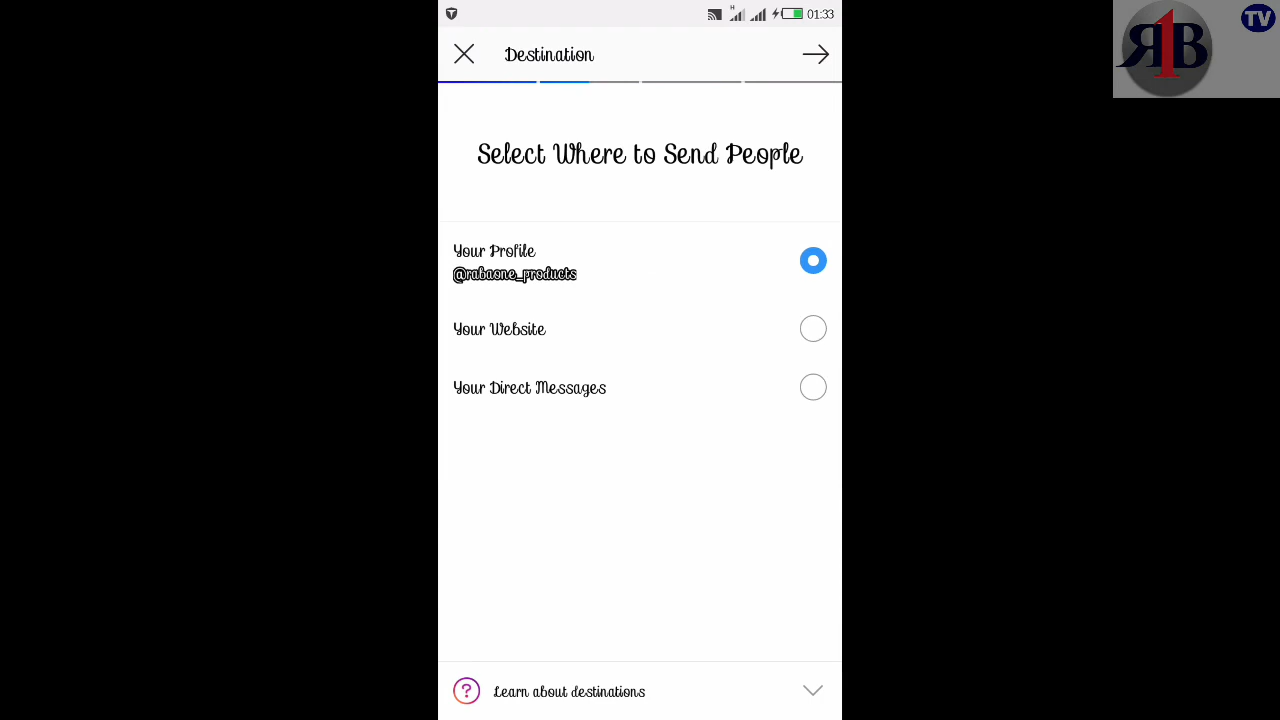 H
01:33
Destination
Select Where to Send People
Your Profile
@rabaone_products
Your Website
Your Direct Messages
? Learn about destinations
R1B
TV